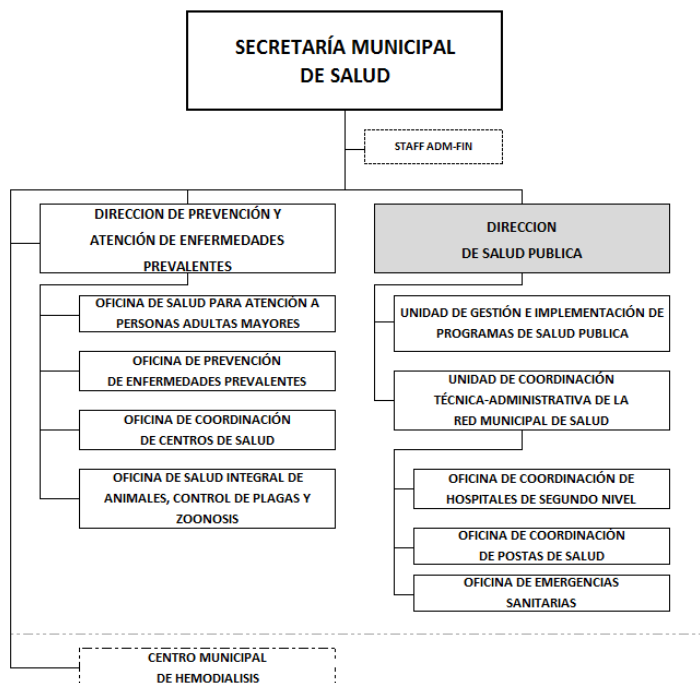 SECRETARÍA MUNICIPAL
DE SALUD
STAFF ADM-FIN
DIRECCION DE PREVENCIÓN Y
ATENCIÓN DE ENFERMEDADES
PREVALENTES
OFICINA DE SALUD PARA ATENCIÓN A
PERSONAS ADULTAS MAYORES
OFICINA DE PREVENCIÓN
DE ENFERMEDADES PREVALENTES
OFICINA DE COORDINACIÓN
DE CENTROS DE SALUD
OFICINA DE SALUD INTEGRAL DE
ANIMALES, CONTROL DE PLAGAS Y
ZOONOSIS
DIRECCION
DE SALUD PUBLICA
UNIDAD DE GESTIÓN E IMPLEMENTACIÓN DE
PROGRAMAS DE SALUD PUBLICA
UNIDAD DE COORDINACIÓN
TÉCNICA-ADMINISTRATIVA DE LA
RED MUNICIPAL DE SALUD
OFICINA DE COORDINACIÓN DE
HOSPITALES DE SEGUNDO NIVEL
OFICINA DE COORDINACIÓN
DE POSTAS DE SALUD
OFICINA DE EMERGENCIAS
SANITARIAS
CENTRO MUNICIPAL
DE HEMODIALISIS